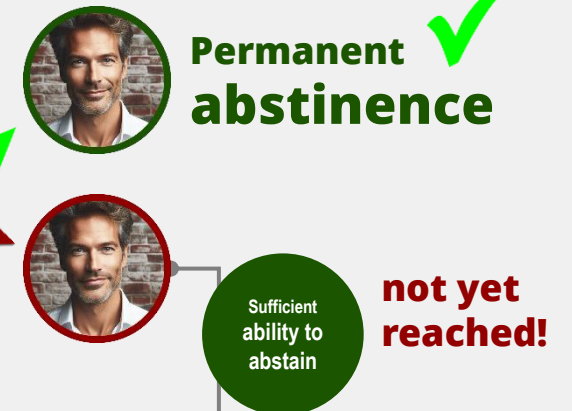 Permanent
abstinence
not yet
reached!
Sufficient
ability to
abstain